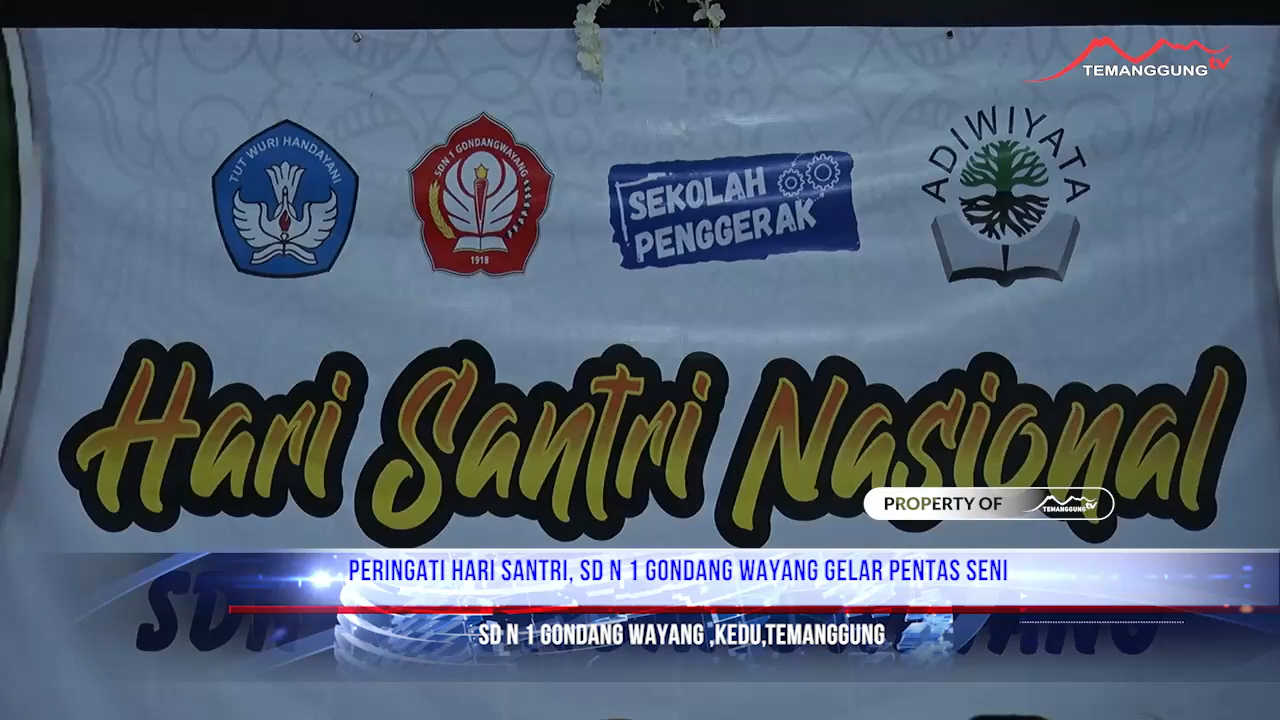 TEMANGGUNG TV
TUT WURI HANDAYANI
SDN 1 GONDANGWAYANG
1918
SEKOLAH
PENGGERAK
ADIWIYATA
Hari Santri Nasional
PROPERTY OF TEMANGGUNG TV
PERINGATI HARI SANTRI, SD N 1 GONDANG WAYANG GELAR PENTAS SENI
SD N 1 GONDANG WAYANG ,KEDU,TEMANGGUNG